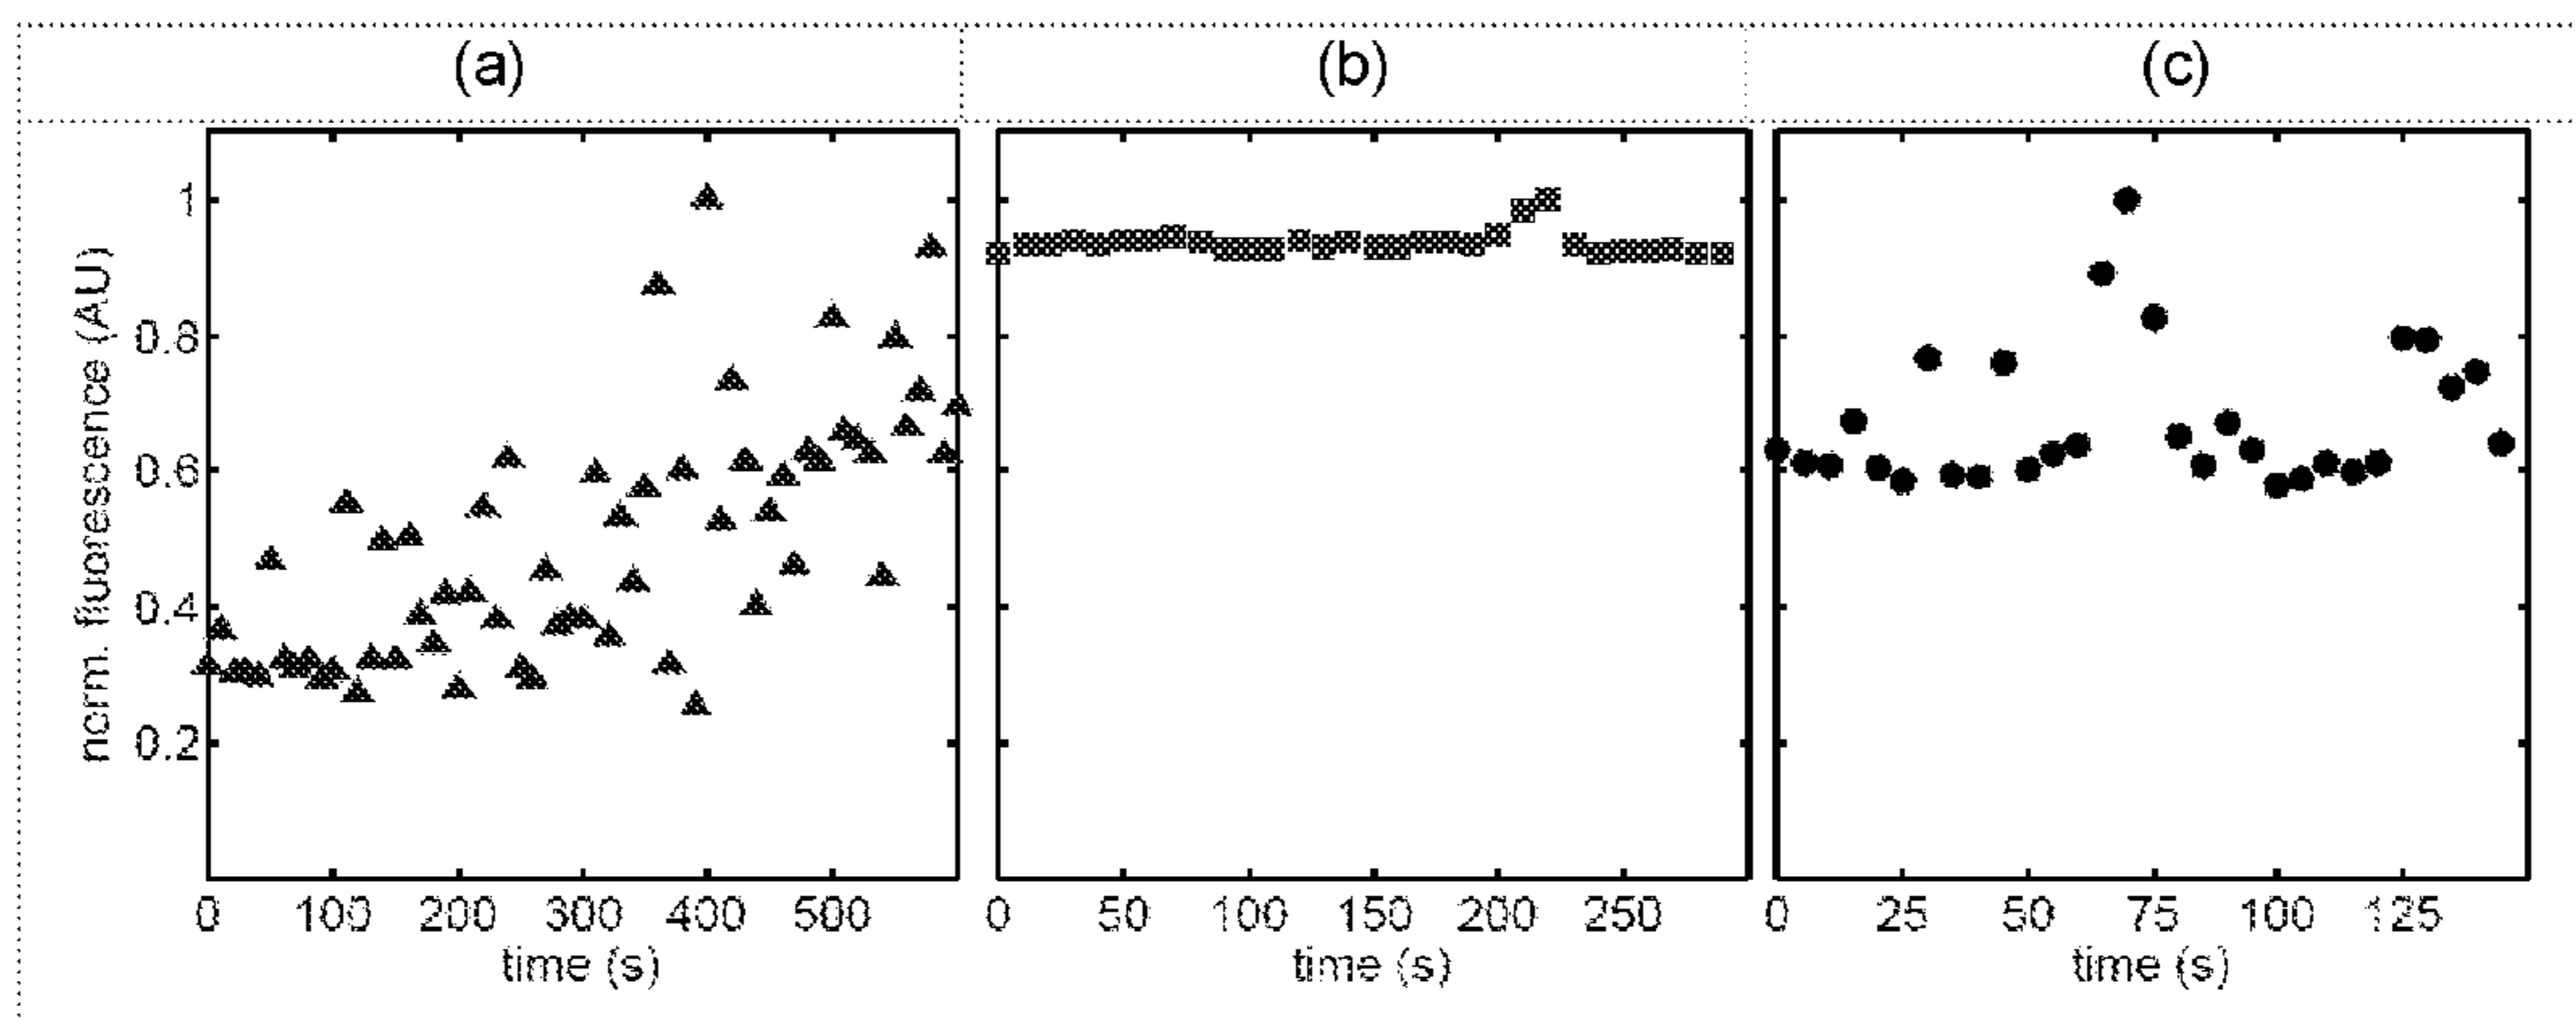 (a) (b) (c)
norm. fluorescence (AU)
1
0.8
0.6
0.4
0.2
0 100 200 300 400 500
0 50 100 150 200 250
0 25 50 75 100 125
time (s) time (s) time (s)